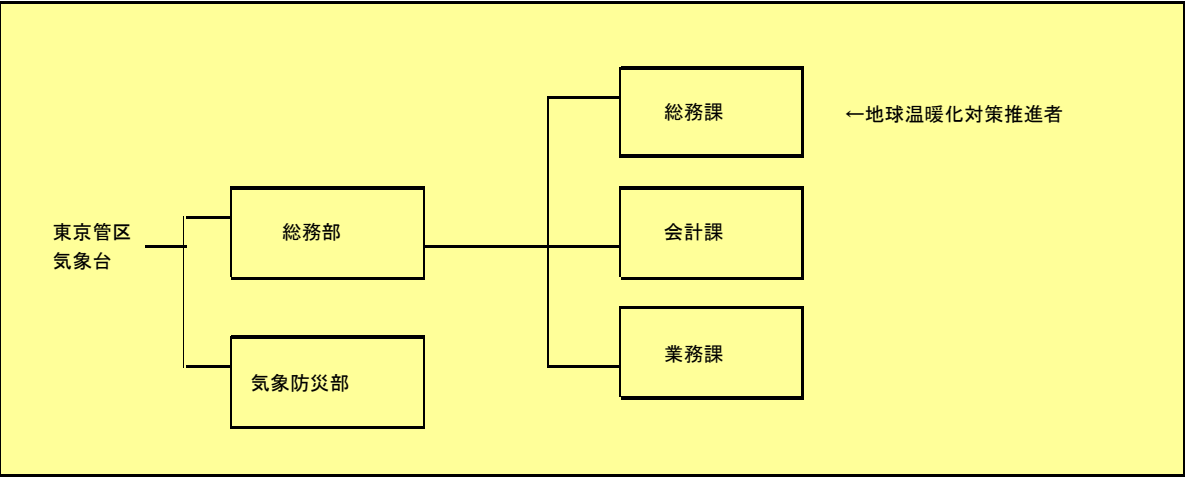 総務課
←地球温暖化対策推進者
東京管区
気象台
総務部
会計課
業務課
気象防災部